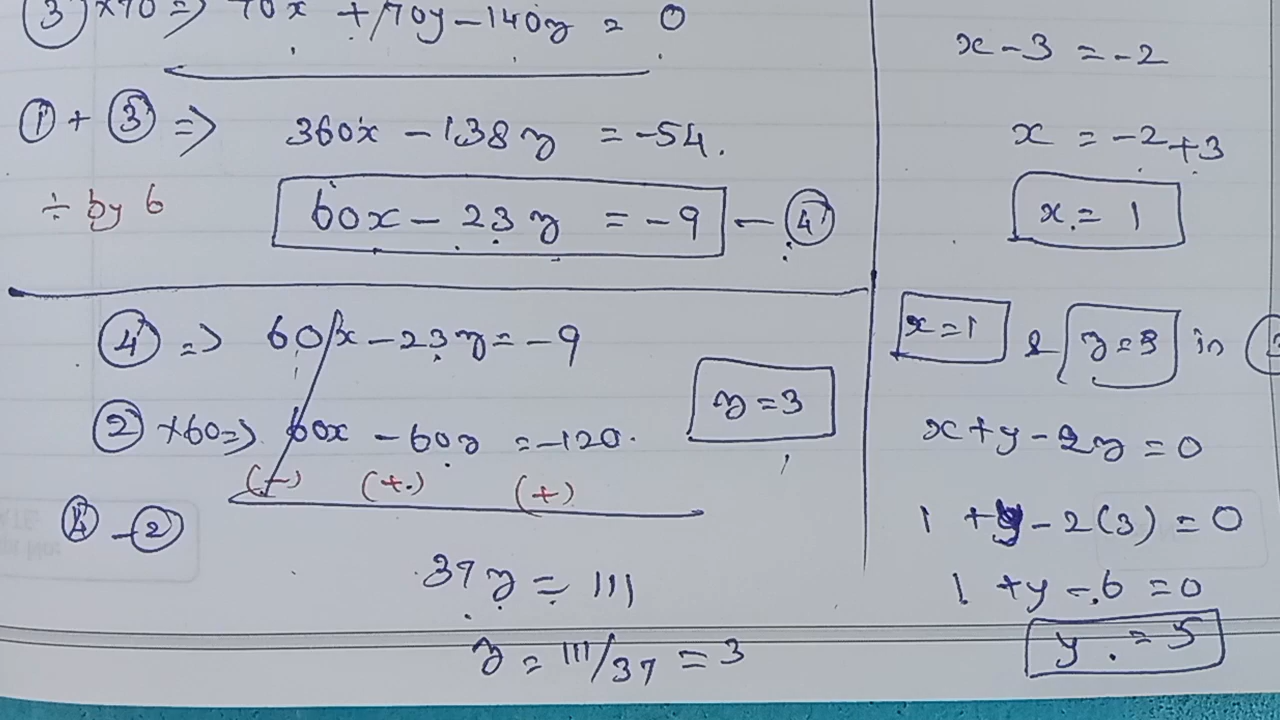 ③ ×70 => 70x + 70y - 140z = 0
① + ③ => 360x - 138z = -54.
÷ by 6 60x - 23z = -9 - ④
④ => 60x - 23z = -9
② ×60 => 60x - 60z = -120.
(-) (+) (+)
z = 3
④ - ②
37z = 111
z = 111/37 = 3
x - 3 = -2
x = -2 + 3
x = 1
x = 1 & z = 3 in
x + y - 2z = 0
1 + y - 2(3) = 0
1 + y - 6 = 0
y = 5